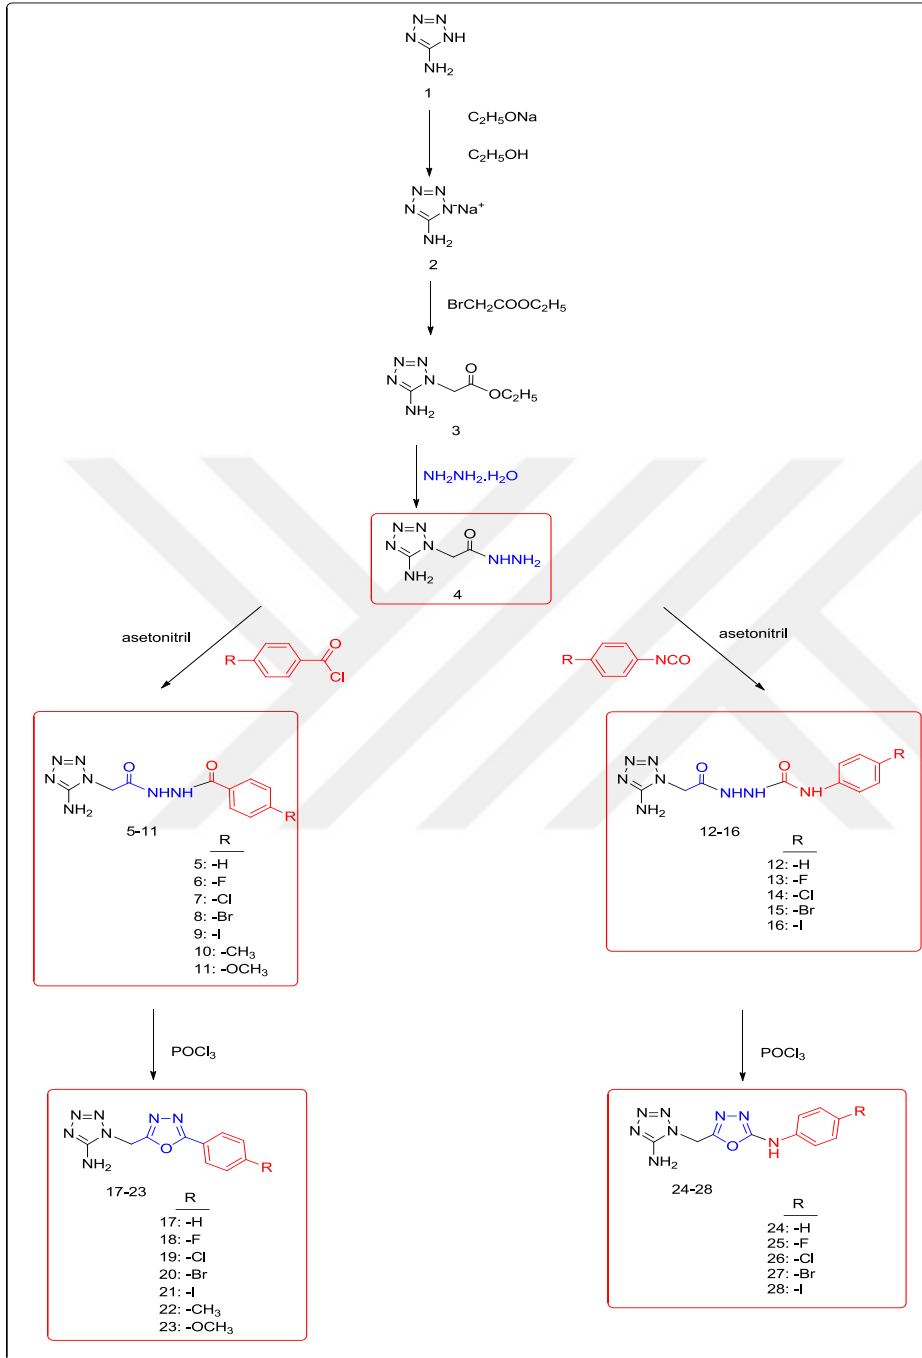 N=N
N NH
NH₂
1
C₂H₅ONa
C₂H₅OH
N=N
N N⁻Na⁺
NH₂
2
BrCH₂COOC₂H₅
N=N
N N O
OC₂H₅
NH₂
3
NH₂NH₂.H₂O
N=N
N N O
NHNH₂
NH₂
4
asetonitril
R O
Cl
asetonitril
R NCO
N=N
N N O O
NHNH
NH₂
R
5-11
R
5: -H
6: -F
7: -Cl
8: -Br
9: -I
10: -CH₃
11: -OCH₃
R
N=N
N N O O
NHNH NH
NH₂
12-16
R
12: -H
13: -F
14: -Cl
15: -Br
16: -I
POCl₃
POCl₃
N=N
N N N-N
O
NH₂
R
17-23
R
17: -H
18: -F
19: -Cl
20: -Br
21: -I
22: -CH₃
23: -OCH₃
R
N=N
N N N-N
O N
H
NH₂
24-28
R
24: -H
25: -F
26: -Cl
27: -Br
28: -I